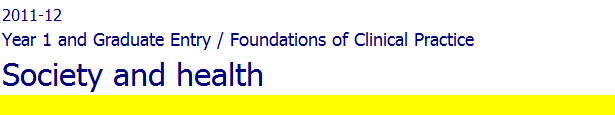 2011-12
Year 1 and Graduate Entry / Foundations of Clinical Practice
Society and health